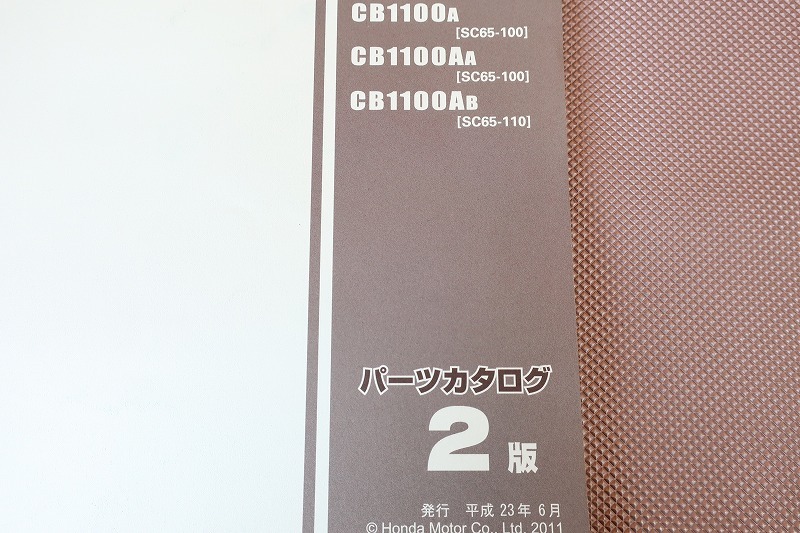 CB1100A
[SC65-100]
CB1100AA
[SC65-100]
CB1100AB
[SC65-110]
パーツカタログ
2版
発行 平成23年6月
© Honda Motor Co., Ltd. 2011